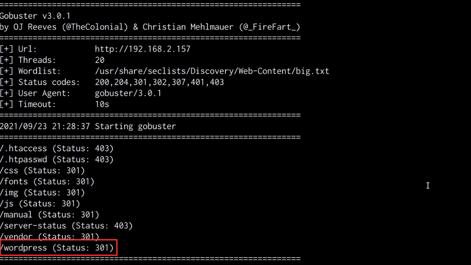 ===============================================================
Gobuster v3.0.1
by OJ Reeves (@TheColonial) & Christian Mehlmauer (@_FireFart_)
===============================================================
[+] Url:            http://192.168.2.157
[+] Threads:        20
[+] Wordlist:       /usr/share/seclists/Discovery/Web-Content/big.txt
[+] Status codes:   200,204,301,302,307,401,403
[+] User Agent:     gobuster/3.0.1
[+] Timeout:        10s
===============================================================
2021/09/23 21:28:37 Starting gobuster
===============================================================
/.htaccess (Status: 403)
/.htpasswd (Status: 403)
/css (Status: 301)
/fonts (Status: 301)
/img (Status: 301)
/js (Status: 301)
/manual (Status: 301)
/server-status (Status: 403)
/vendor (Status: 301)
/wordpress (Status: 301)
===============================================================